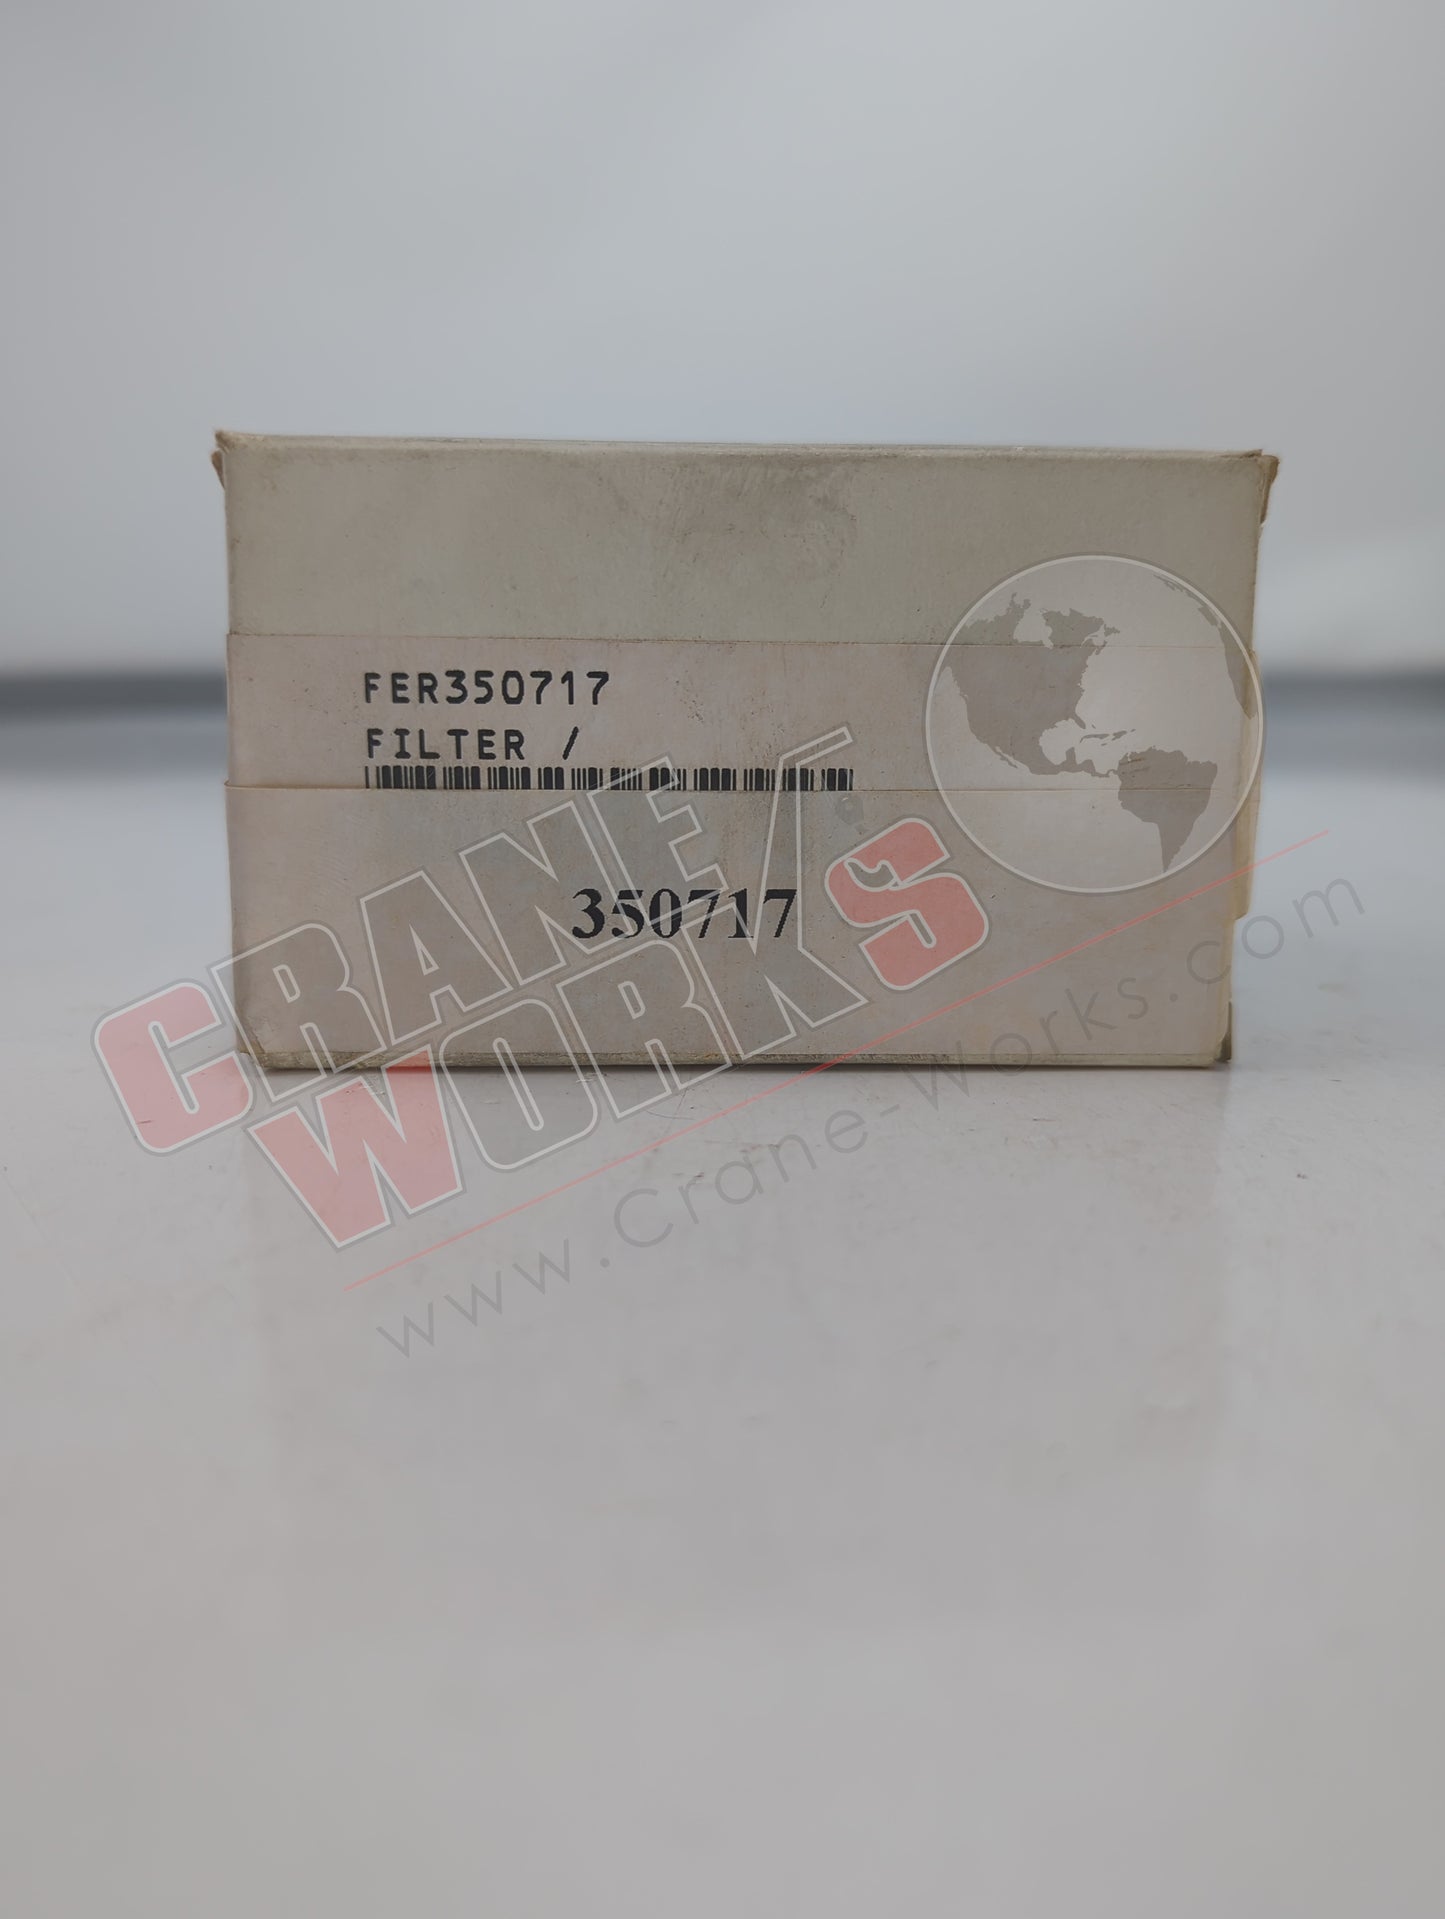 FER350717
FILTER /
350717
CRANE
WORKS
www.Crane-Works.com